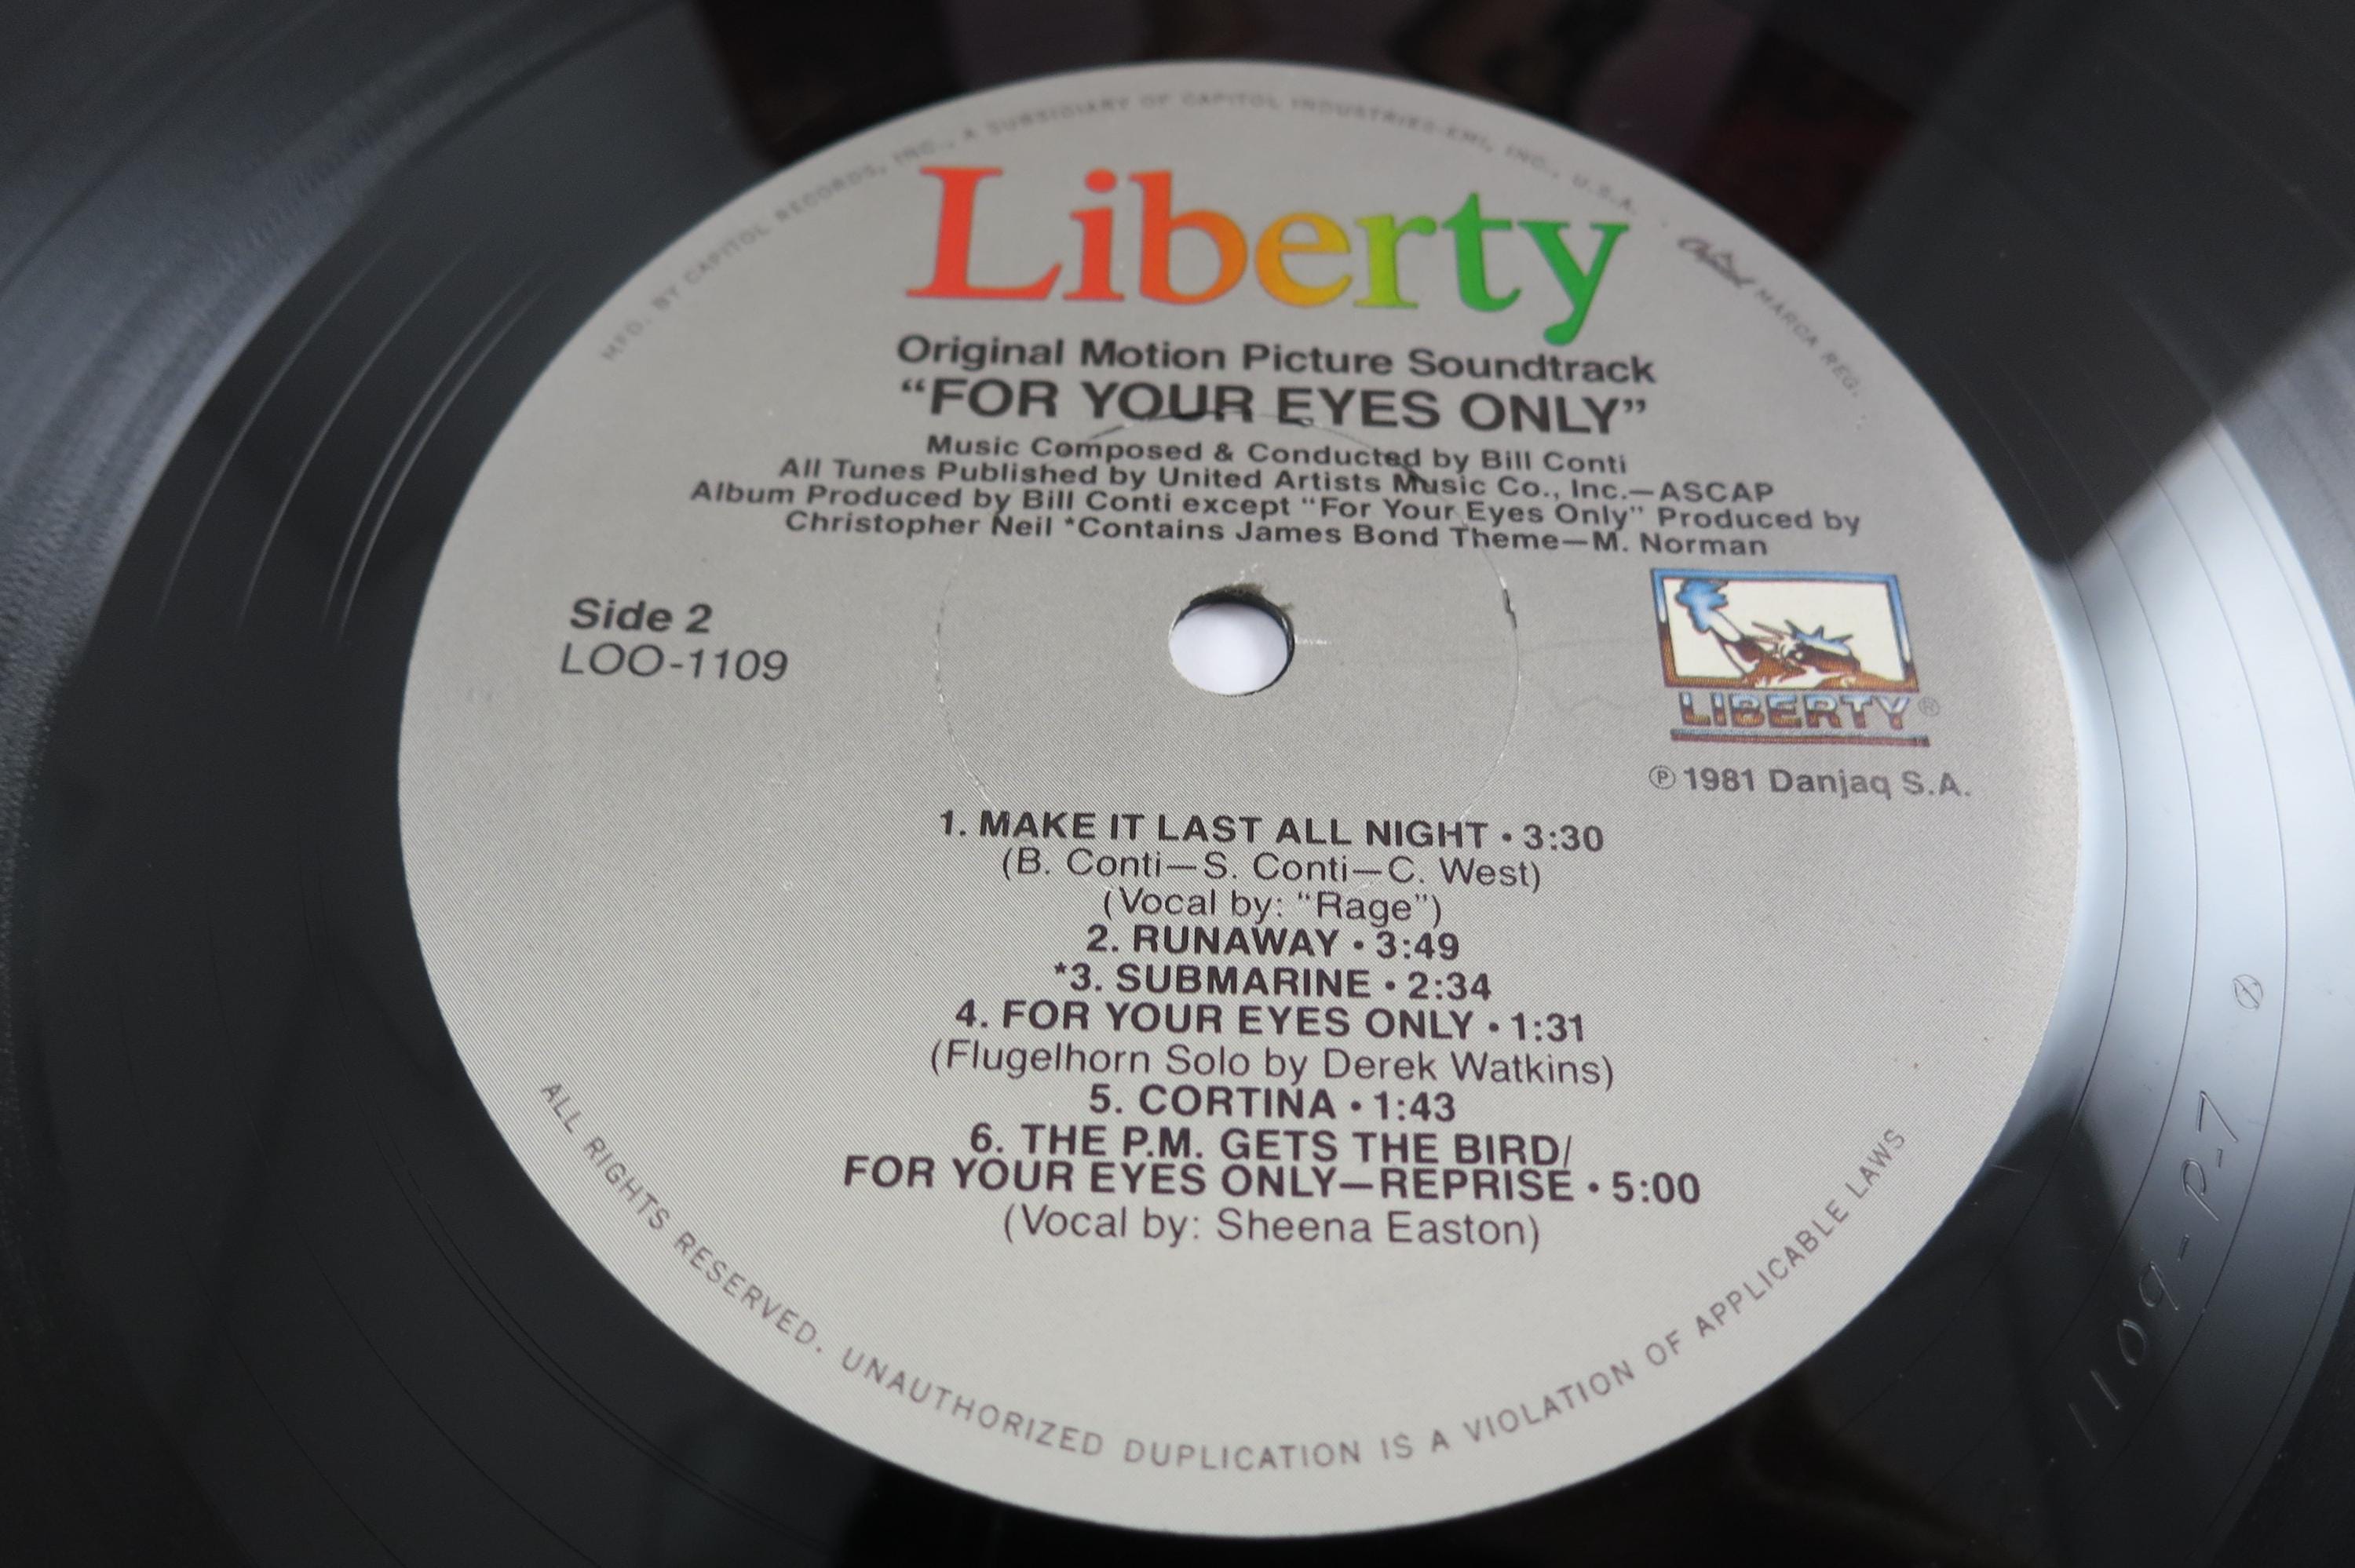 MFD. BY CAPITOL RECORDS, INC., A SUBSIDIARY OF CAPITOL INDUSTRIES-EMI, INC., U.S.A. · Capitol MARCA REG.
Liberty
Original Motion Picture Soundtrack
“FOR YOUR EYES ONLY”
Music Composed & Conducted by Bill Conti
All Tunes Published by United Artists Music Co., Inc.—ASCAP
Album Produced by Bill Conti except “For Your Eyes Only” Produced by
Christopher Neil *Contains James Bond Theme—M. Norman
Side 2
LOO-1109
LIBERTY®
℗ 1981 Danjaq S.A.
1. MAKE IT LAST ALL NIGHT • 3:30
(B. Conti—S. Conti—C. West)
(Vocal by: “Rage”)
2. RUNAWAY • 3:49
*3. SUBMARINE • 2:34
4. FOR YOUR EYES ONLY • 1:31
(Flugelhorn Solo by Derek Watkins)
5. CORTINA • 1:43
6. THE P.M. GETS THE BIRD/
FOR YOUR EYES ONLY—REPRISE • 5:00
(Vocal by: Sheena Easton)
ALL RIGHTS RESERVED. UNAUTHORIZED DUPLICATION IS A VIOLATION OF APPLICABLE LAWS